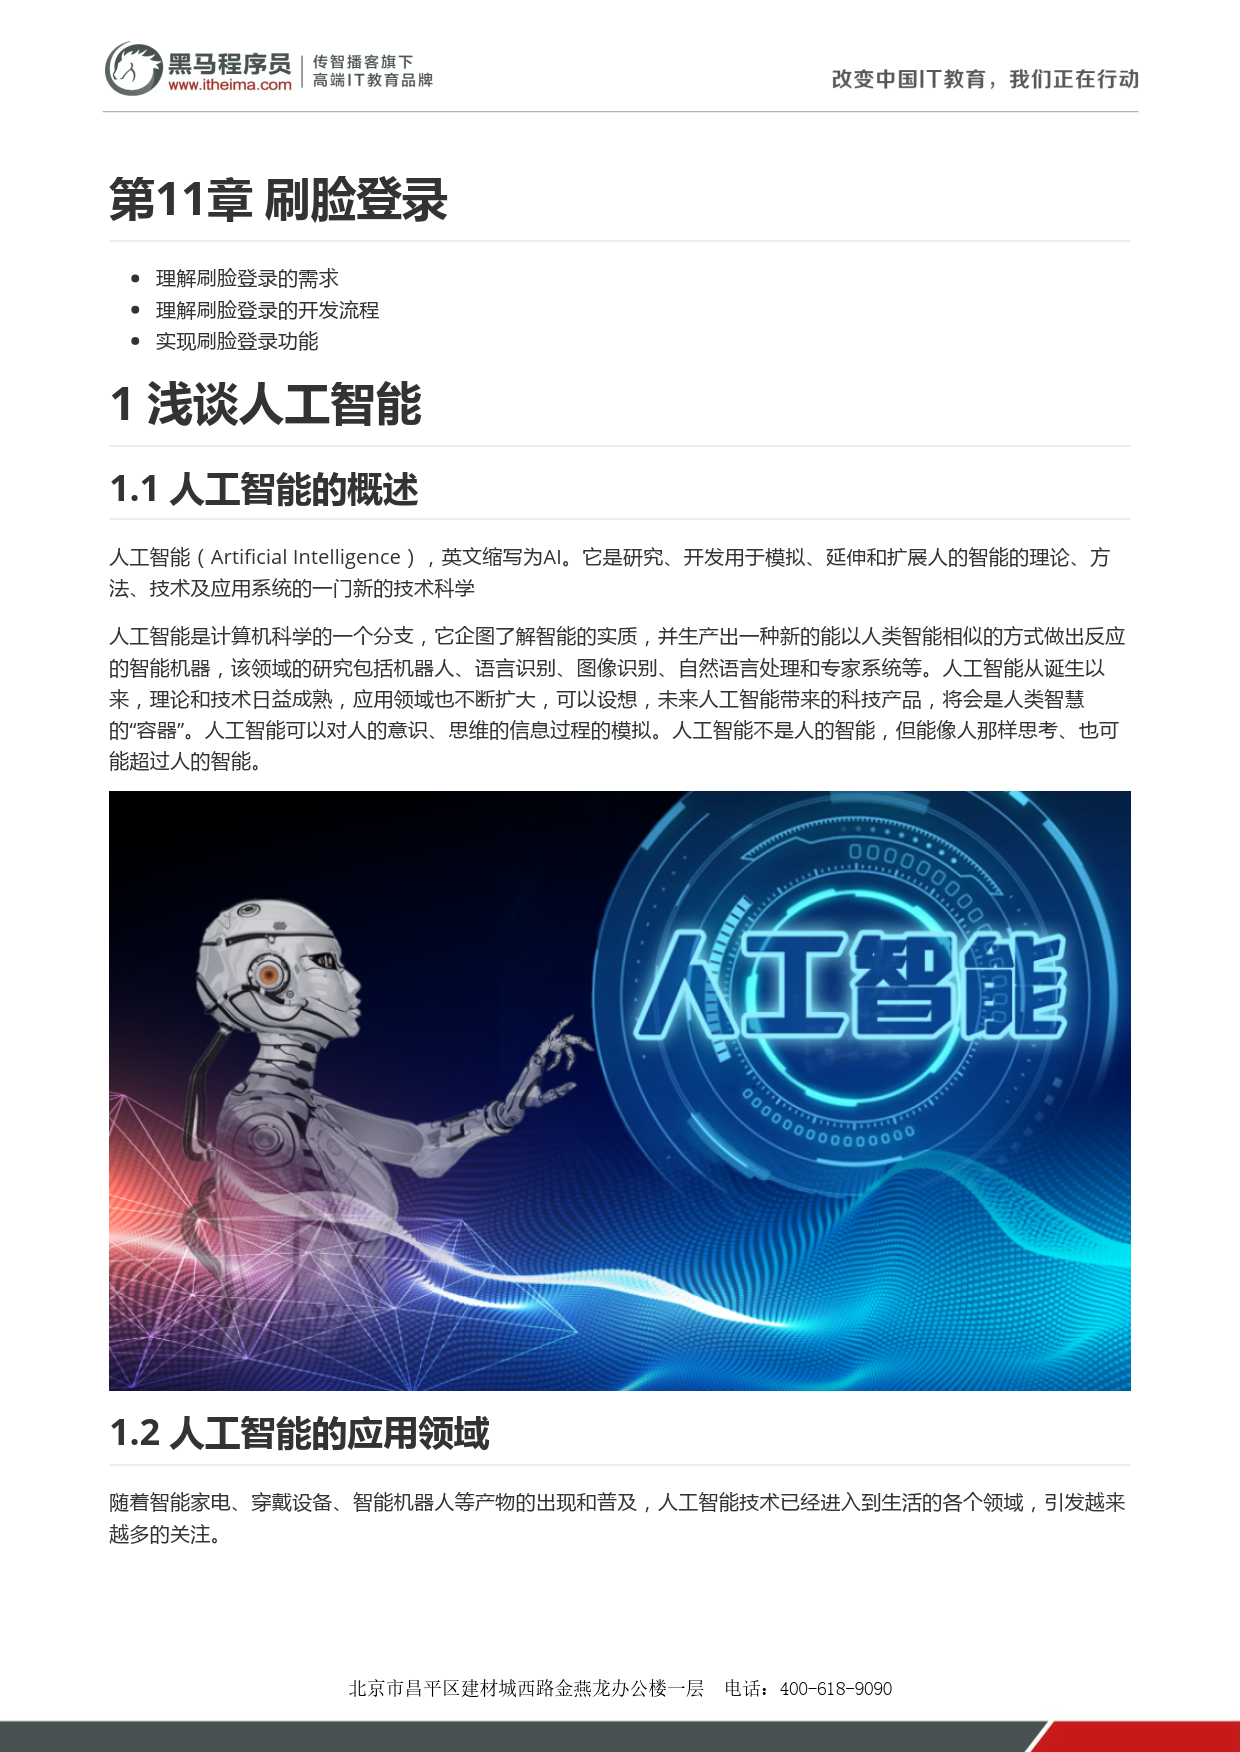 黑马程序员
www.itheima.com
传智播客旗下
高端IT教育品牌
改变中国IT教育，我们正在行动
第11章 刷脸登录
理解刷脸登录的需求
理解刷脸登录的开发流程
实现刷脸登录功能
1 浅谈人工智能
1.1 人工智能的概述
人工智能（Artificial Intelligence），英文缩写为AI。它是研究、开发用于模拟、延伸和扩展人的智能的理论、方
法、技术及应用系统的一门新的技术科学
人工智能是计算机科学的一个分支，它企图了解智能的实质，并生产出一种新的能以人类智能相似的方式做出反应
的智能机器，该领域的研究包括机器人、语言识别、图像识别、自然语言处理和专家系统等。人工智能从诞生以
来，理论和技术日益成熟，应用领域也不断扩大，可以设想，未来人工智能带来的科技产品，将会是人类智慧
的“容器”。人工智能可以对人的意识、思维的信息过程的模拟。人工智能不是人的智能，但能像人那样思考、也可
能超过人的智能。
人工智能
1.2 人工智能的应用领域
随着智能家电、穿戴设备、智能机器人等产物的出现和普及，人工智能技术已经进入到生活的各个领域，引发越来
越多的关注。
北京市昌平区建材城西路金燕龙办公楼一层 电话：400-618-9090